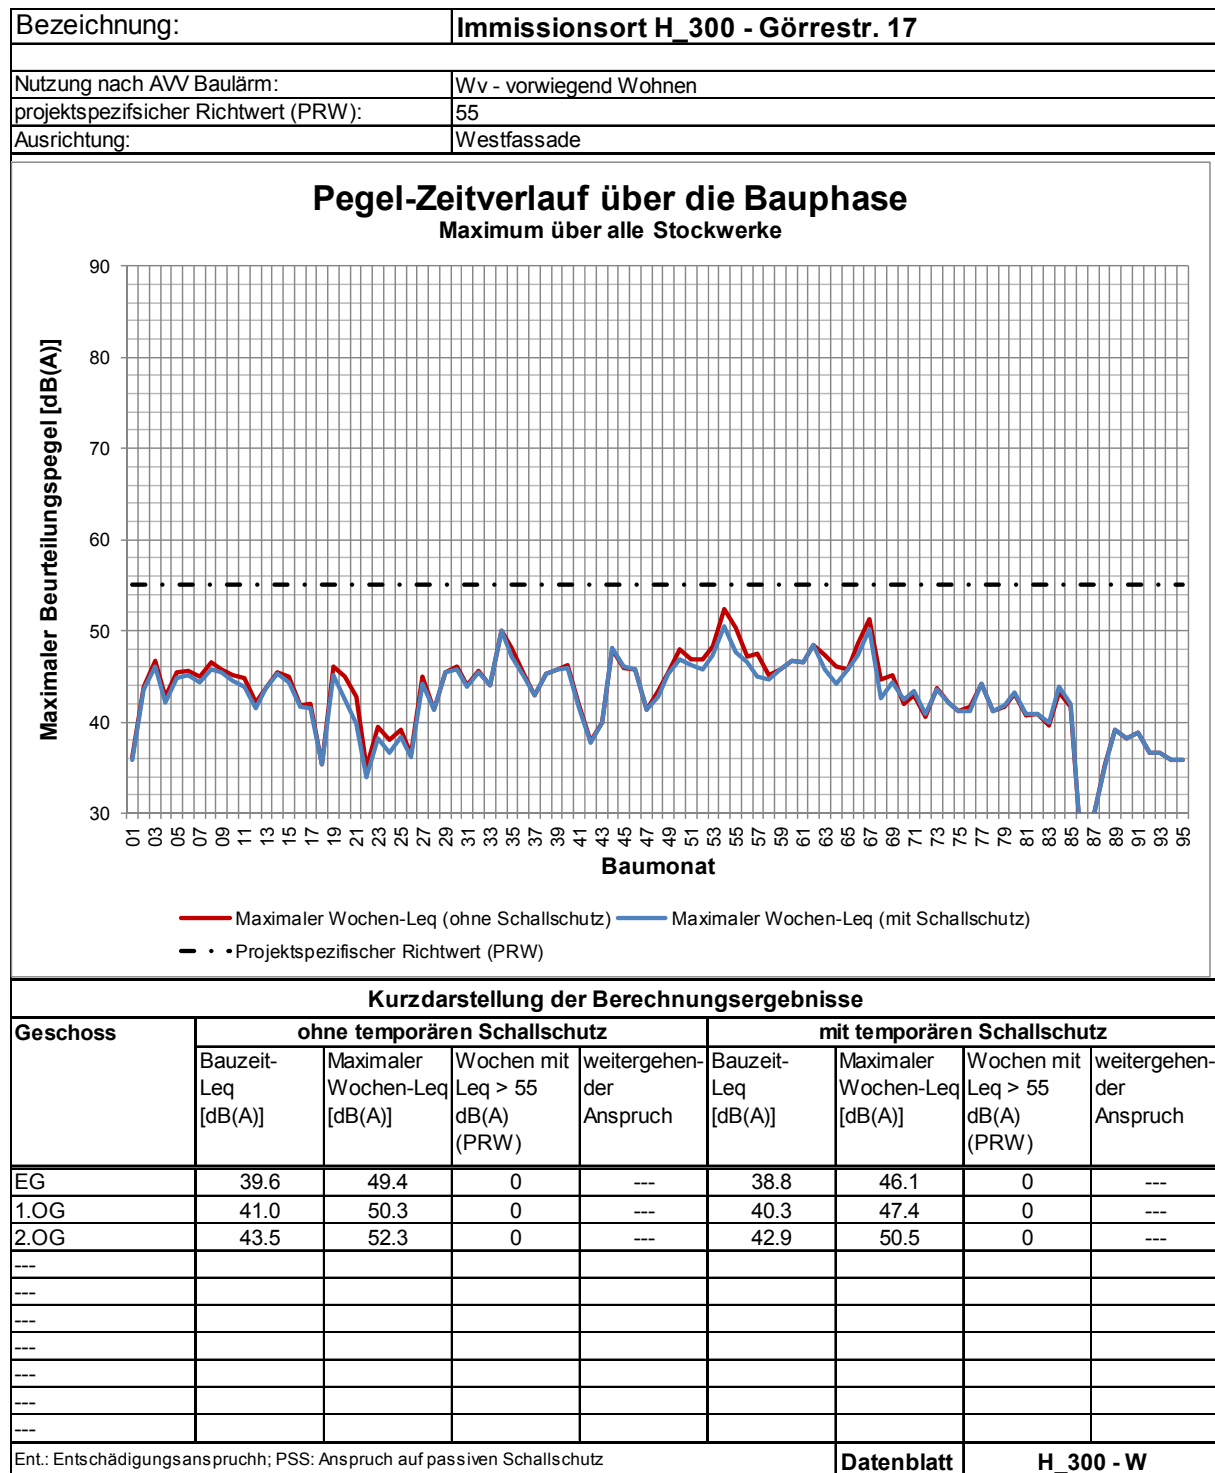 Bezeichnung: Immissionsort H_300 - Görrestr. 17
Nutzung nach AVV Baulärm: Wv - vorwiegend Wohnen
projektspezifsicher Richtwert (PRW): 55
Ausrichtung: Westfassade
Pegel-Zeitverlauf über die Bauphase
Maximum über alle Stockwerke
Maximaler Beurteilungspegel [dB(A)]
90
80
70
60
50
40
30
01 03 05 07 09 11 13 15 17 19 21 23 25 27 29 31 33 35 37 39 41 43 45 47 49 51 53 55 57 59 61 63 65 67 69 71 73 75 77 79 81 83 85 87 89 91 93 95
Baumonat
Maximaler Wochen-Leq (ohne Schallschutz) Maximaler Wochen-Leq (mit Schallschutz)
Projektspezifischer Richtwert (PRW)
Kurzdarstellung der Berechnungsergebnisse
Geschoss ohne temporären Schallschutz mit temporären Schallschutz
Bauzeit- Maximaler Wochen mit weitergehen- Bauzeit- Maximaler Wochen mit weitergehen-
Leq Wochen-Leq Leq > 55 der Leq Wochen-Leq Leq > 55 der
[dB(A)] [dB(A)] dB(A) Anspruch [dB(A)] [dB(A)] dB(A) Anspruch
(PRW) (PRW)
EG 39.6 49.4 0 --- 38.8 46.1 0 ---
1.OG 41.0 50.3 0 --- 40.3 47.4 0 ---
2.OG 43.5 52.3 0 --- 42.9 50.5 0 ---
---
---
---
---
---
---
---
Ent.: Entschädigungsanspruchh; PSS: Anspruch auf passiven Schallschutz Datenblatt H_300 - W